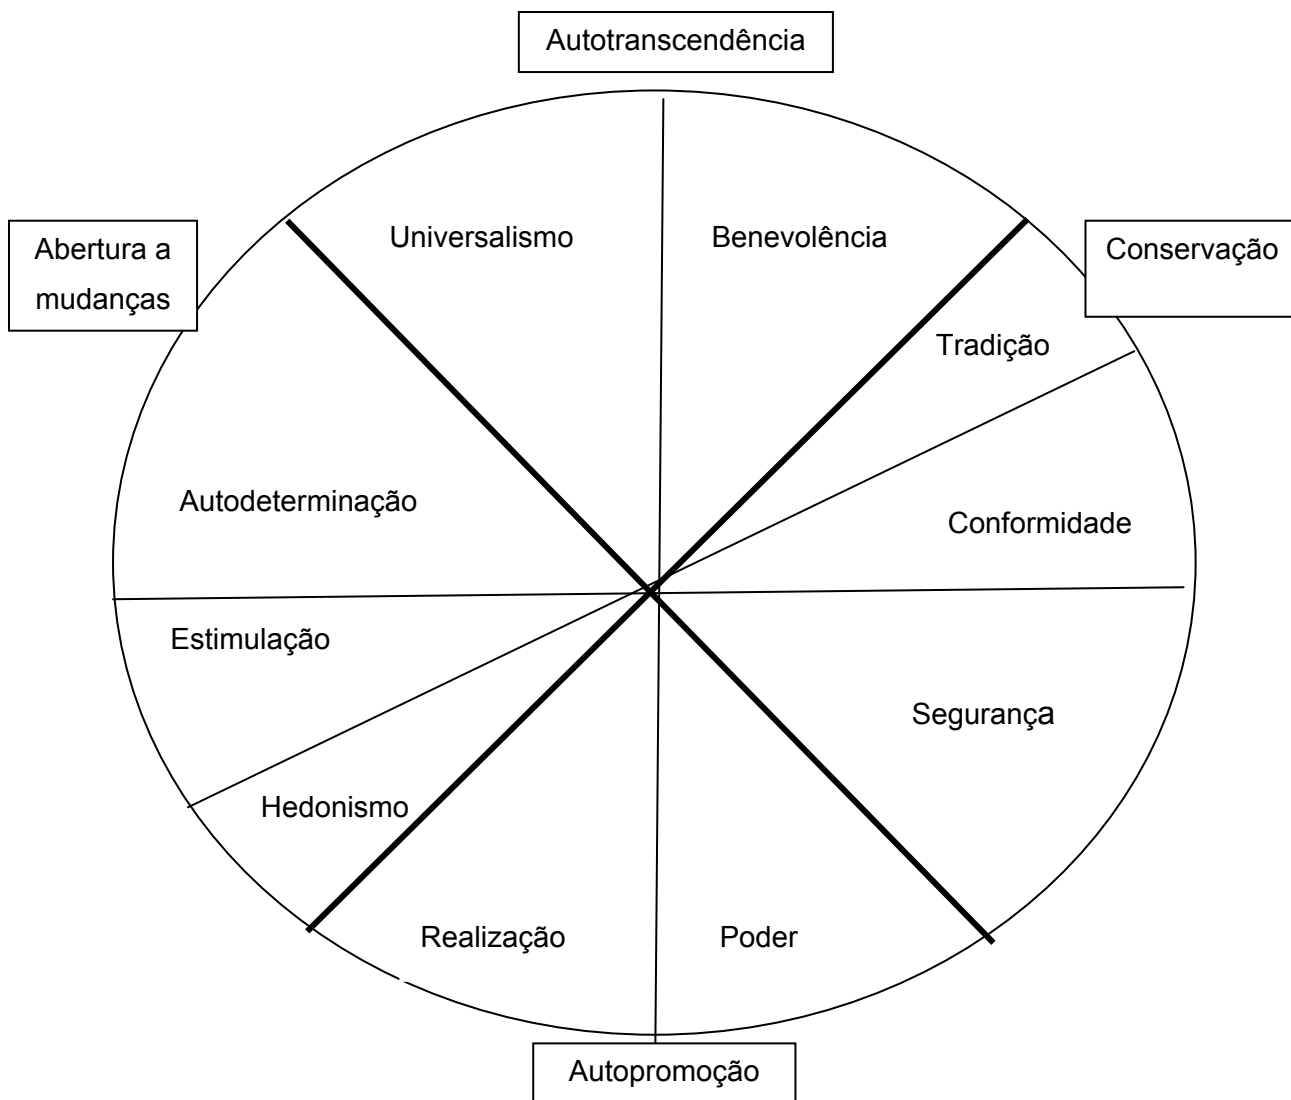 Autotranscendência
Universalismo
Benevolência
Abertura a
mudanças
Conservação
Tradição
Autodeterminação
Conformidade
Estimulação
Segurança
Hedonismo
Realização
Poder
Autopromoção